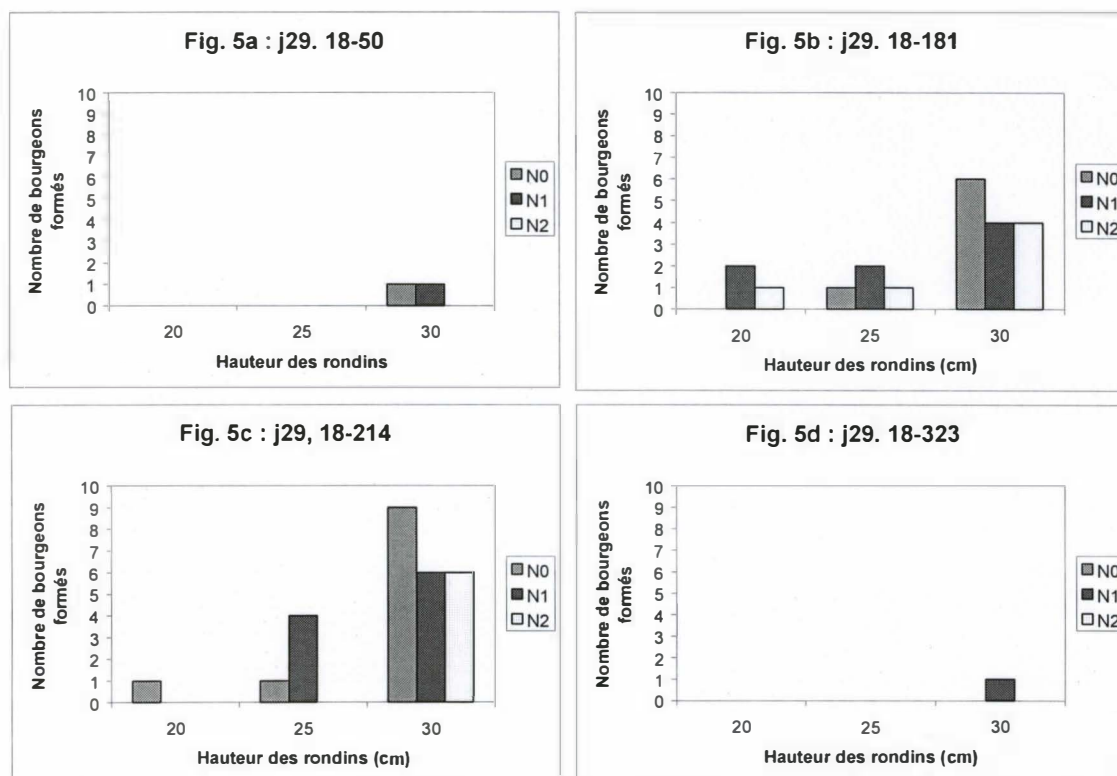 Fig. 5a : j29. 18-50
Nombre de bourgeons
formés
10
9
8
7
6
5
4
3
2
1
0
20 25 30
Hauteur des rondins
N0
N1
N2
Fig. 5b : j29. 18-181
Nombre de bourgeons
formés
10
9
8
7
6
5
4
3
2
1
0
20 25 30
Hauteur des rondins (cm)
N0
N1
N2
Fig. 5c : j29, 18-214
Nombre de bourgeons
formés
10
9
8
7
6
5
4
3
2
1
0
20 25 30
Hauteur des rondins (cm)
N0
N1
N2
Fig. 5d : j29. 18-323
Nombre de bourgeons
formés
10
9
8
7
6
5
4
3
2
1
0
20 25 30
Hauteur des rondins (cm)
N0
N1
N2